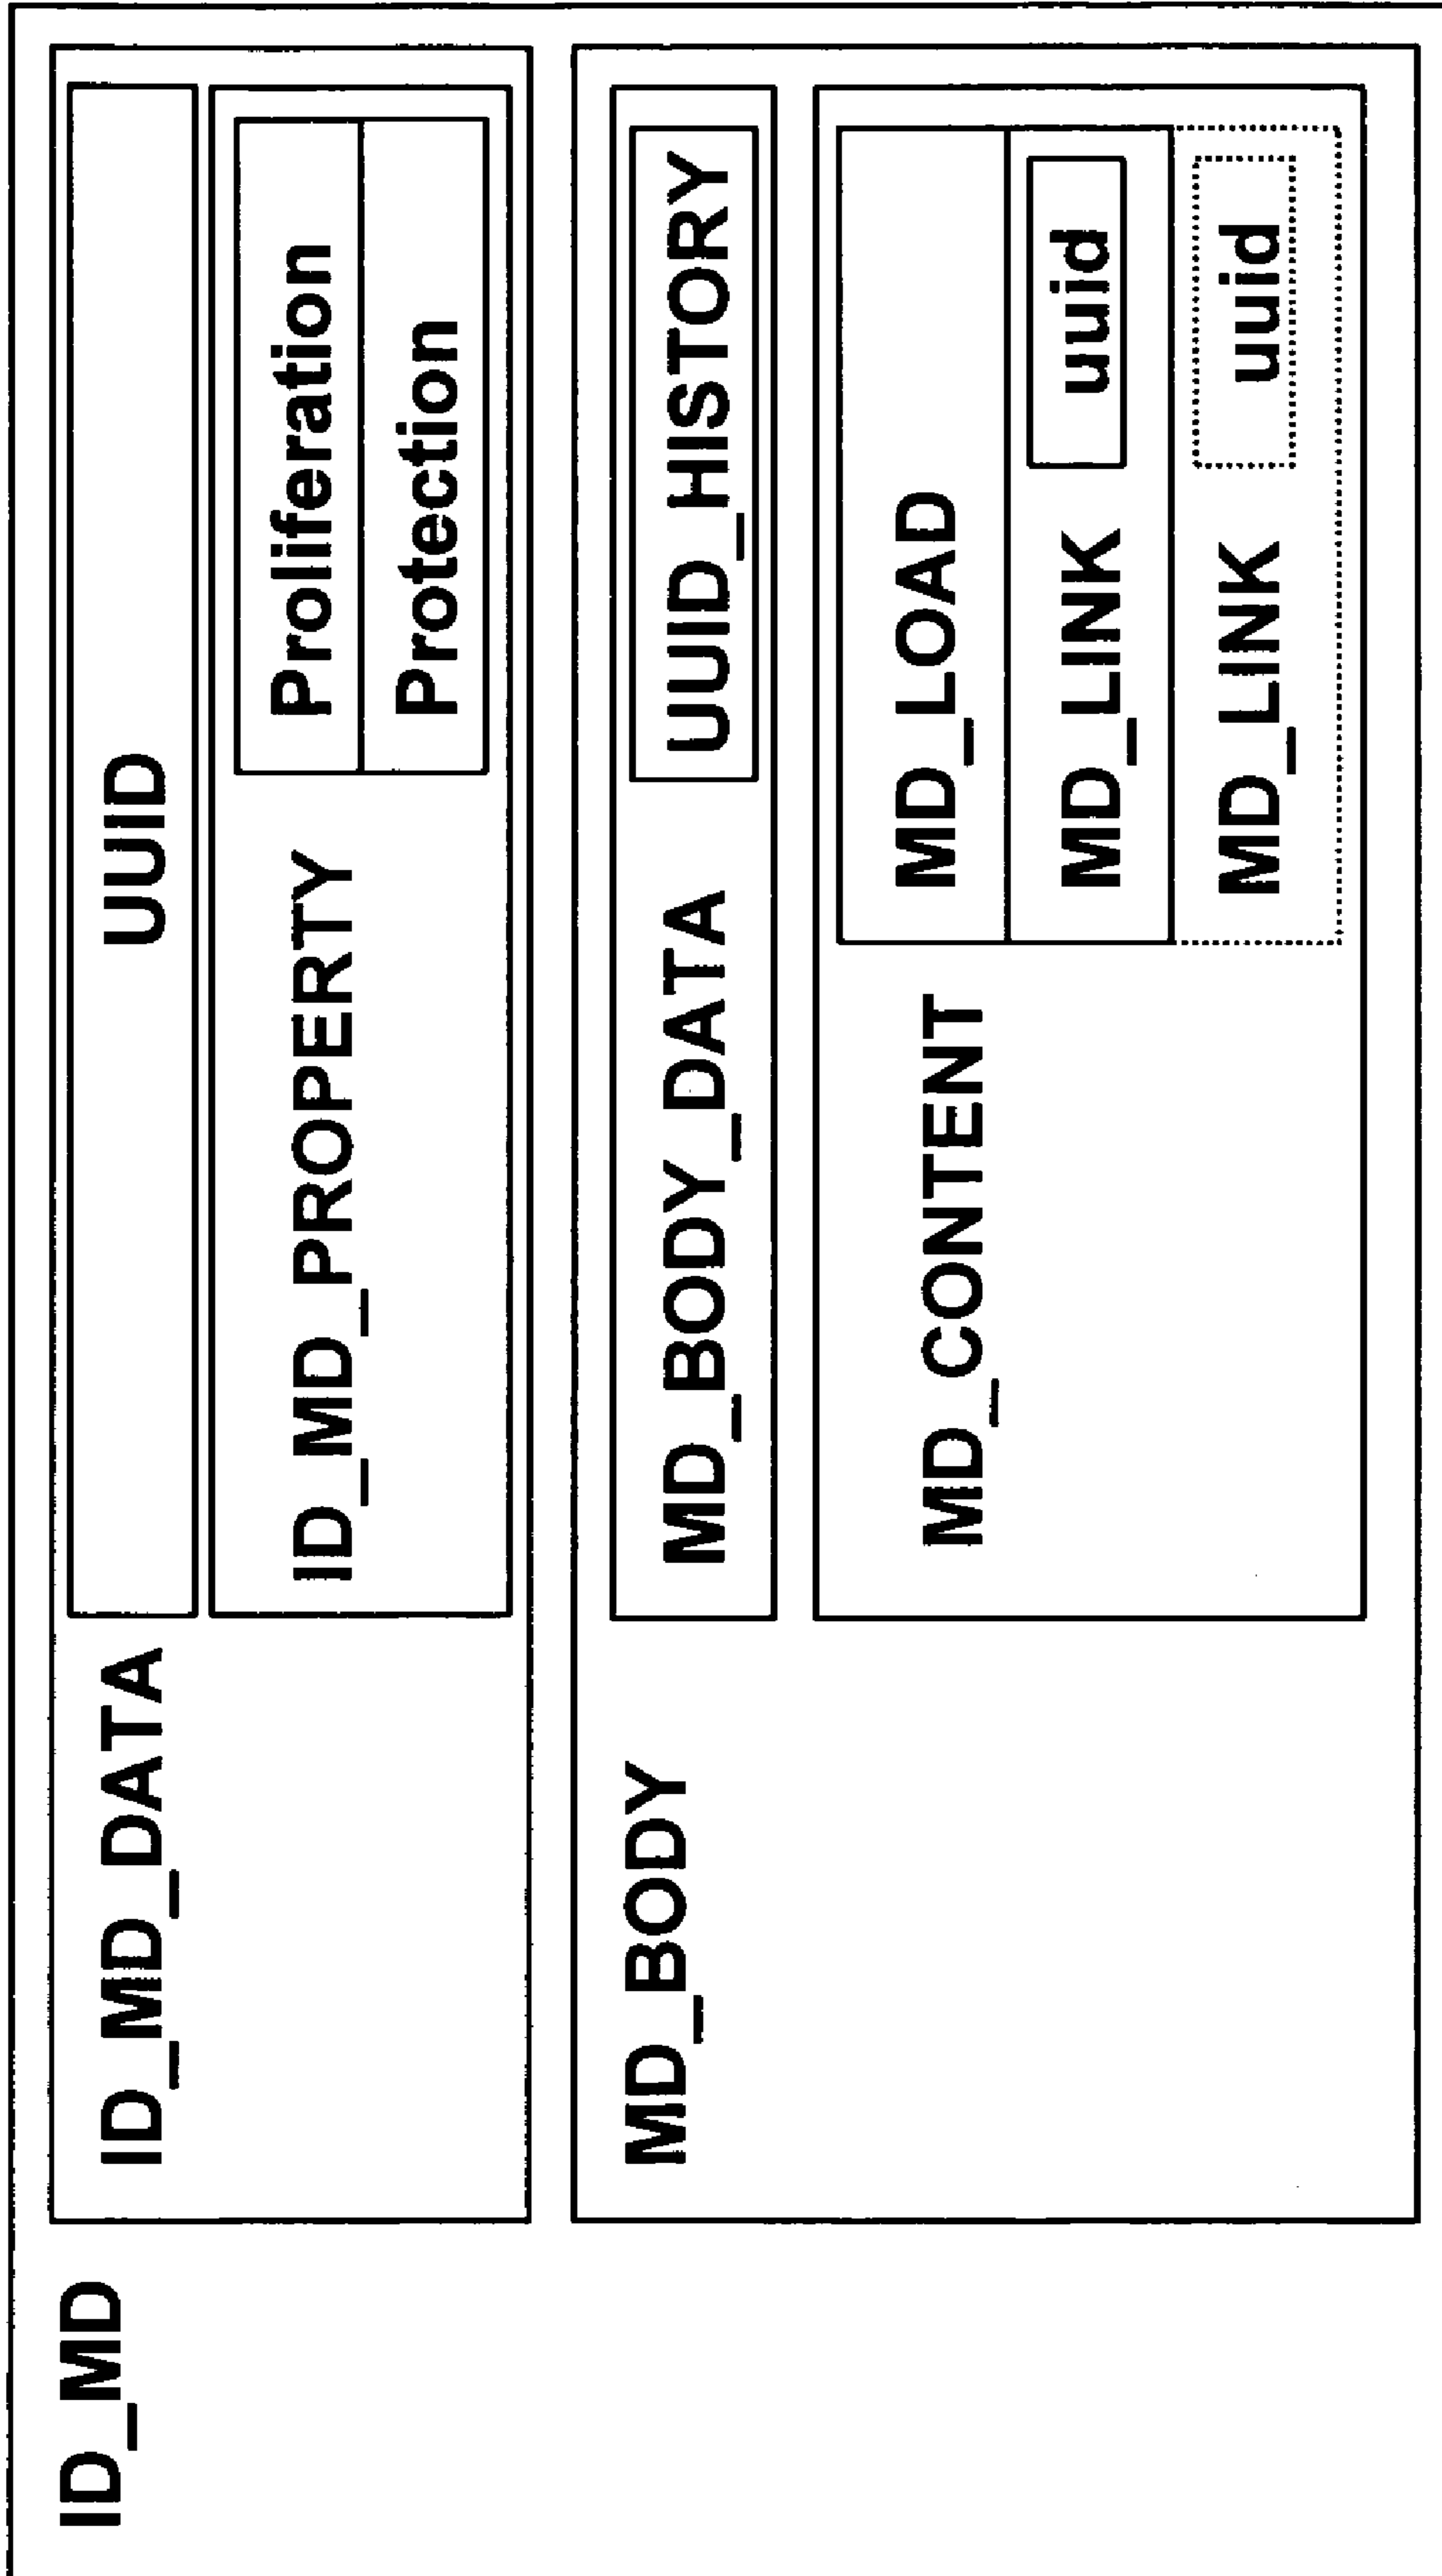 ID_MD
ID_MD_DATA
UUID
ID_MD_PROPERTY
Proliferation
Protection
MD_BODY
MD_BODY_DATA
UUID_HISTORY
MD_CONTENT
MD_LOAD
MD_LINK uuid
MD_LINK uuid